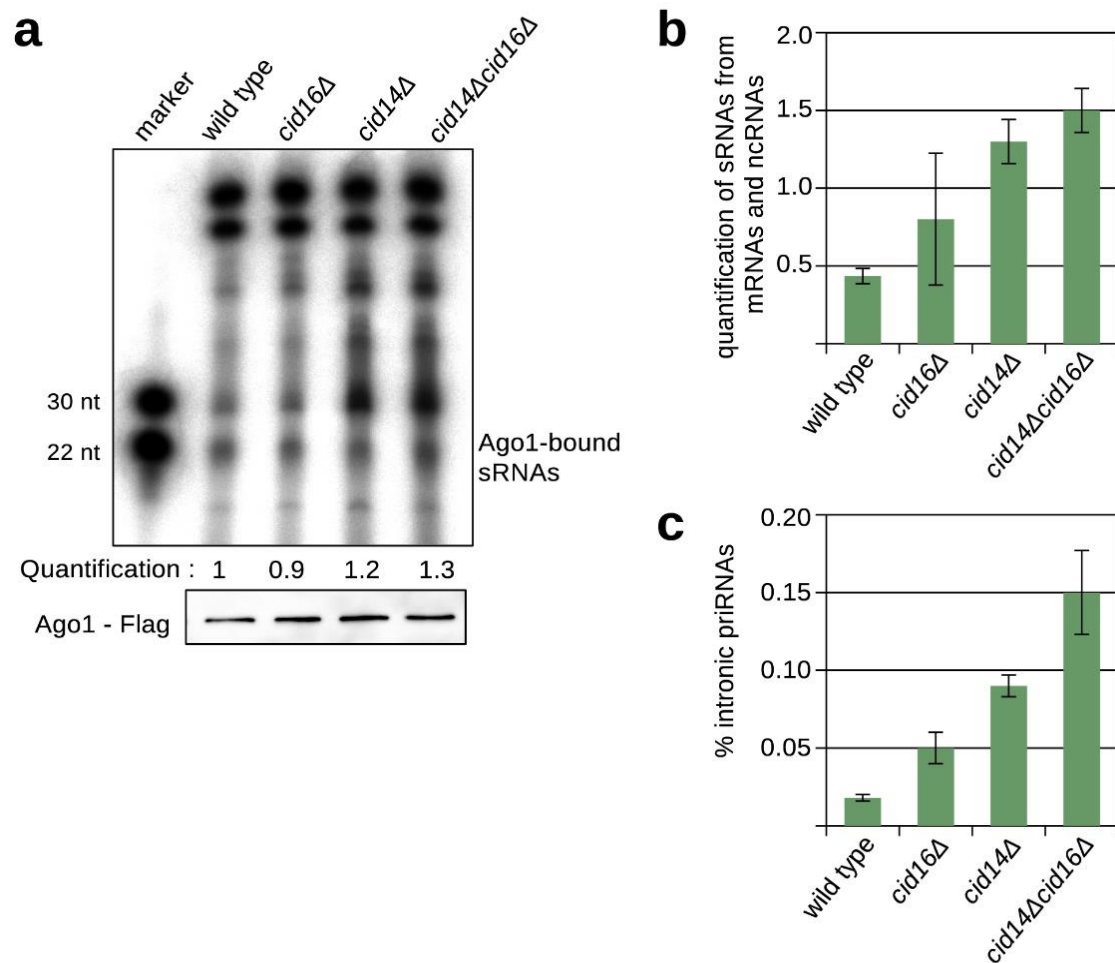 a
marker
wild type
cid16Δ
cid14Δ
cid14Δcid16Δ
30 nt
22 nt
Ago1-bound
sRNAs
Quantification : 1 0.9 1.2 1.3
Ago1 - Flag
b
quantification of sRNAs from
mRNAs and ncRNAs
2.0
1.5
1.0
0.5
wild type
cid16Δ
cid14Δ
cid14Δcid16Δ
c
% intronic priRNAs
0.20
0.15
0.10
0.05
wild type
cid16Δ
cid14Δ
cid14Δcid16Δ